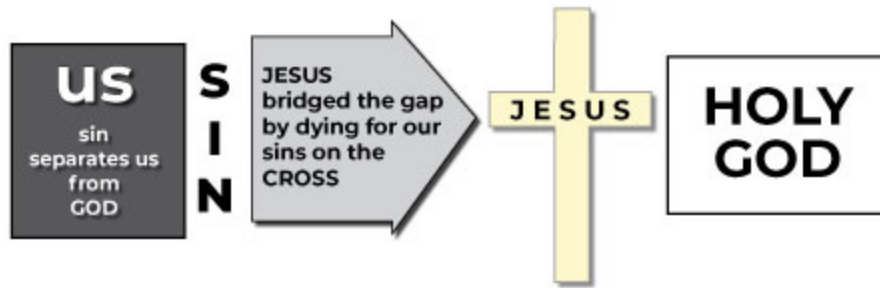 us
sin
separates us
from
GOD
S
I
N
JESUS
bridged the gap
by dying for our
sins on the
CROSS
JESUS
HOLY
GOD